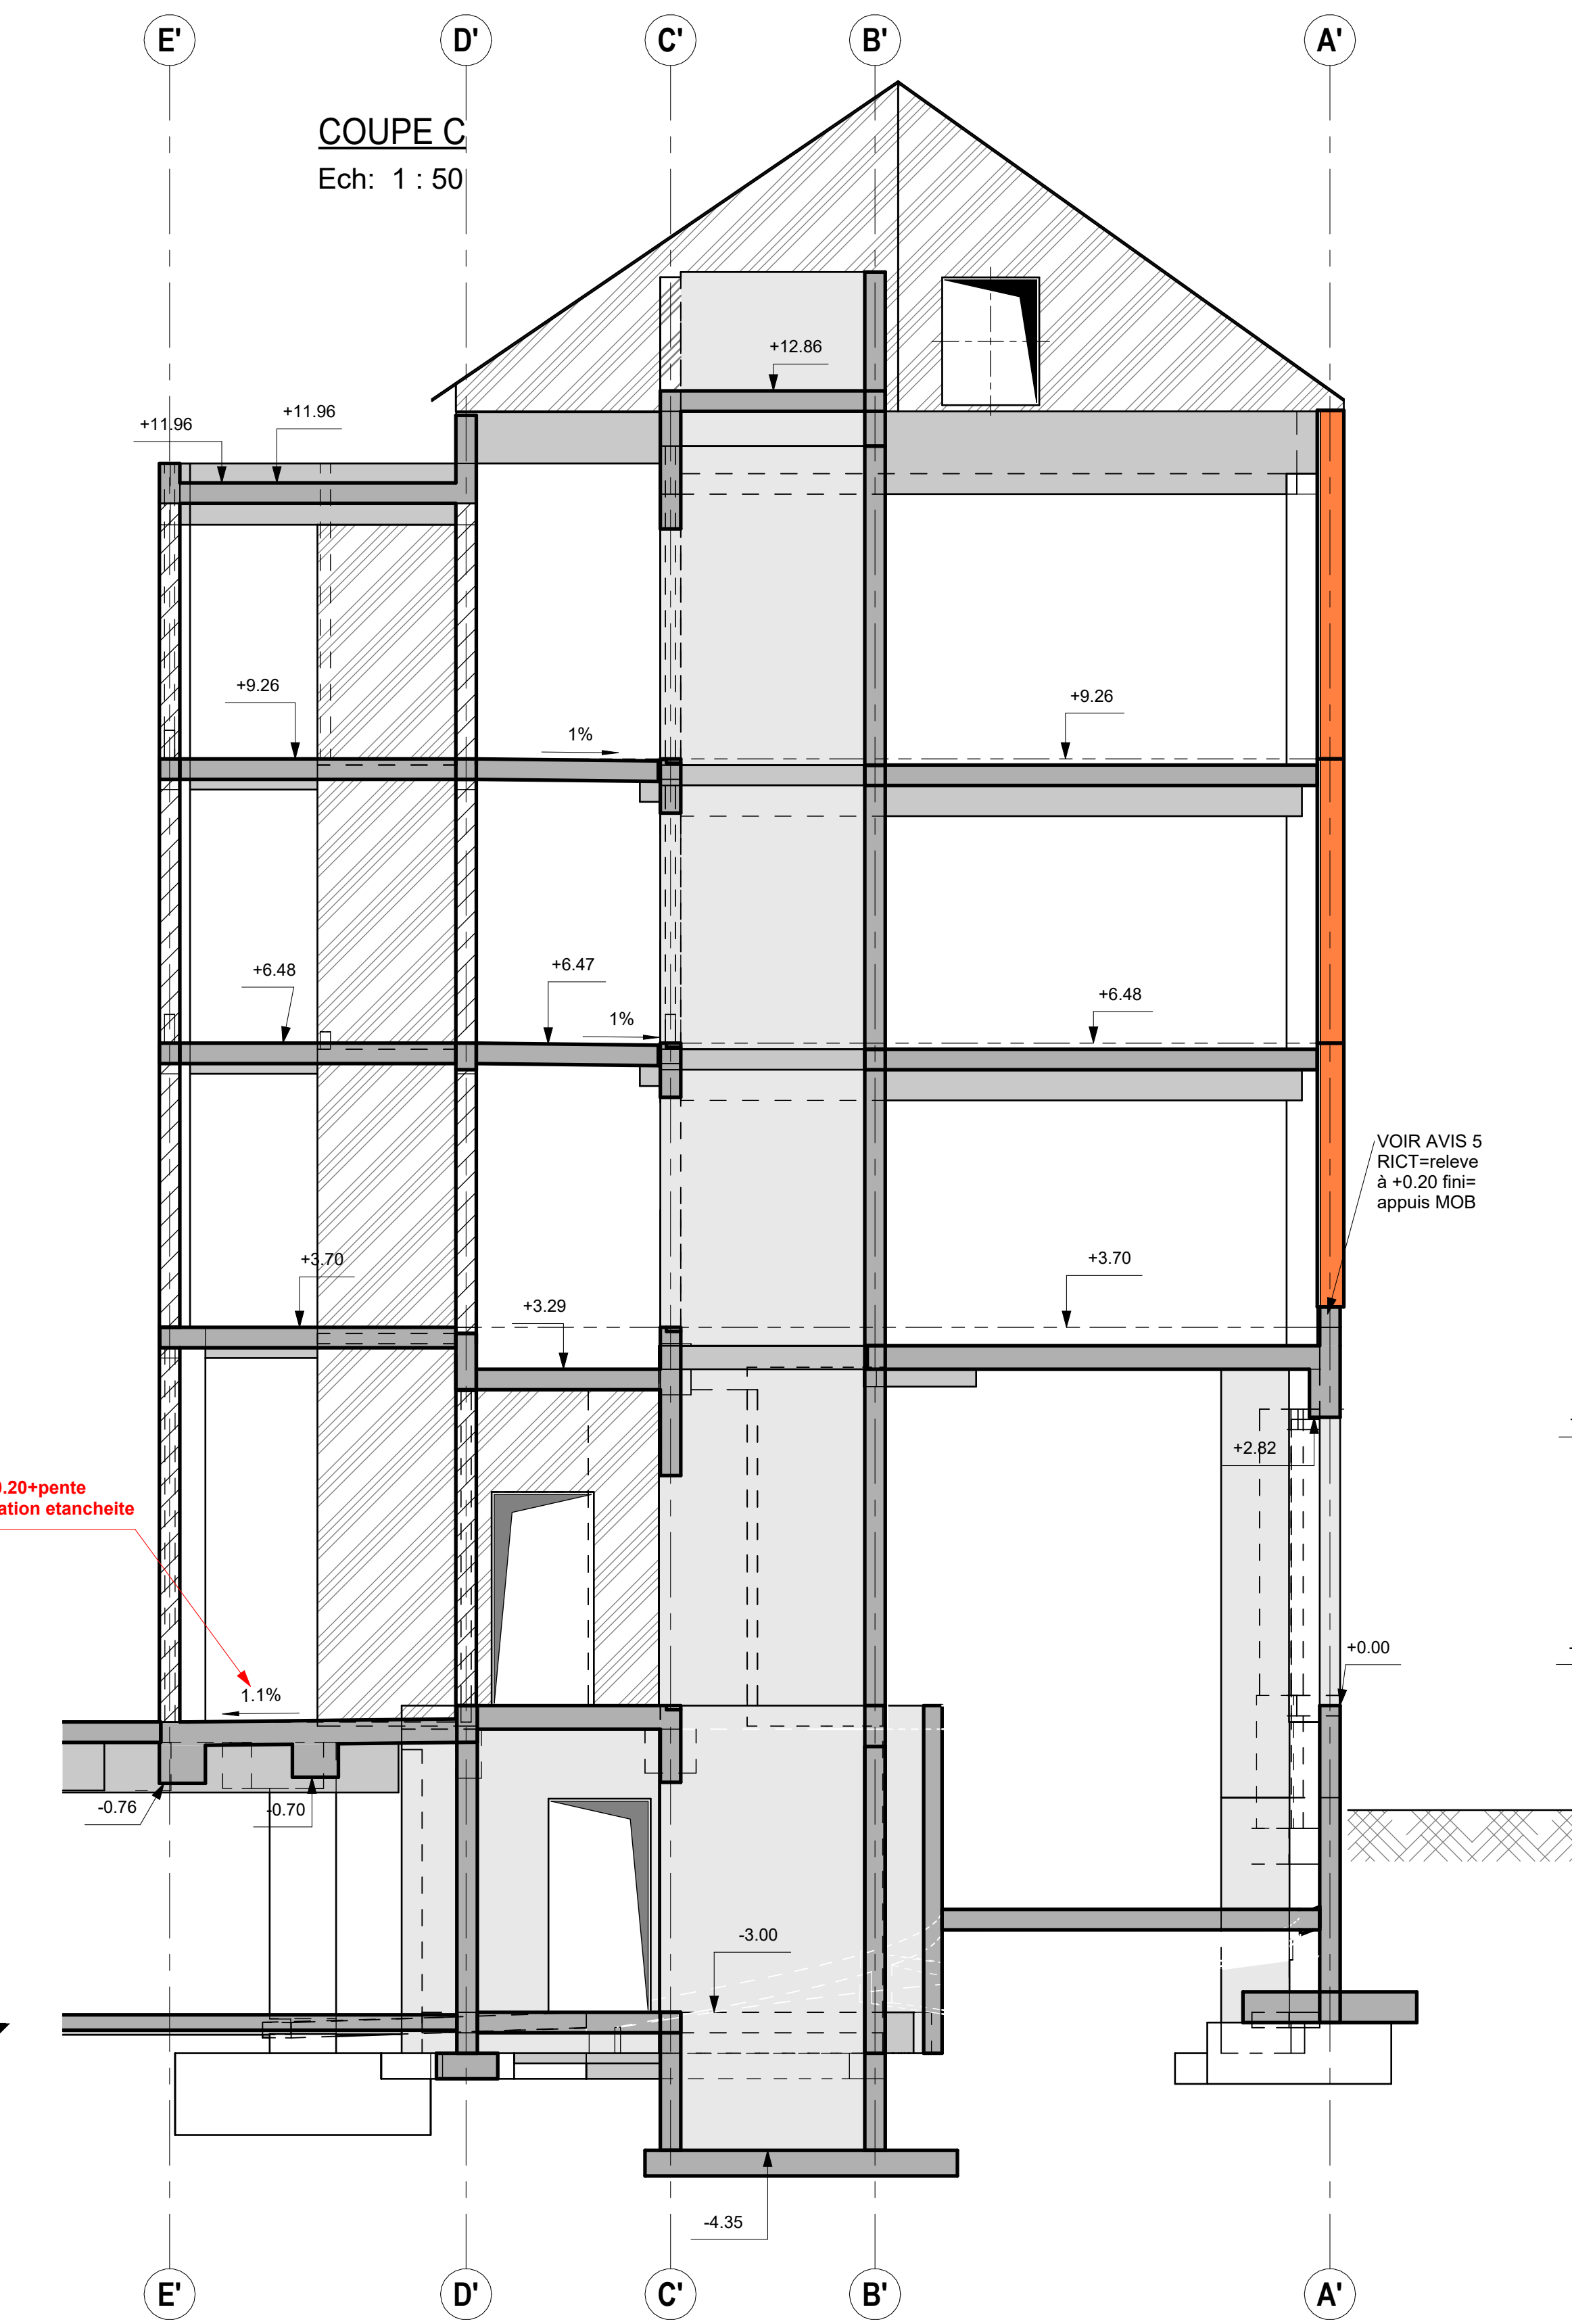 E' D' C' B' A'
COUPE C
Ech: 1 : 50
+12.86
+11.96 +11.96
+9.26 +9.26
1%
+6.48 +6.47 +6.48
1%
VOIR AVIS 5
RICT=releve
à +0.20 fini=
appuis MOB
+3.70 +3.70
+3.29
+2.82
.20+pente
ation etancheite
+0.00
1.1%
-0.76 -0.70
-3.00
-4.35
E' D' C' B' A'